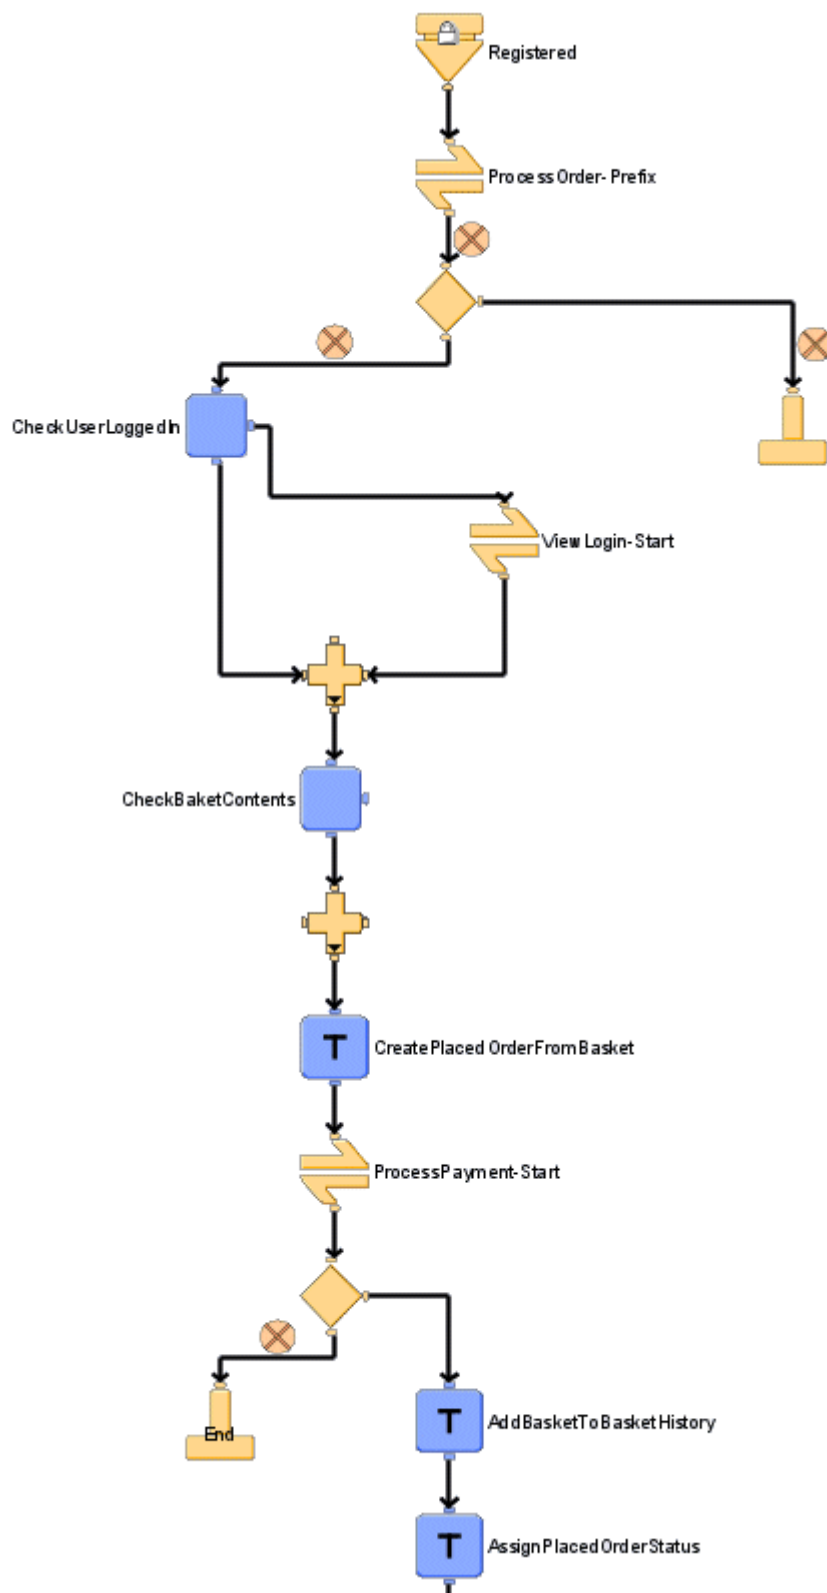 Registered
ProcessOrder-Prefix
CheckUserLoggedIn
ViewLogin-Start
CheckBaketContents
T
CreatePlacedOrderFromBasket
ProcessPayment-Start
End
T
AddBasketToBasketHistory
T
AssignPlacedOrderStatus